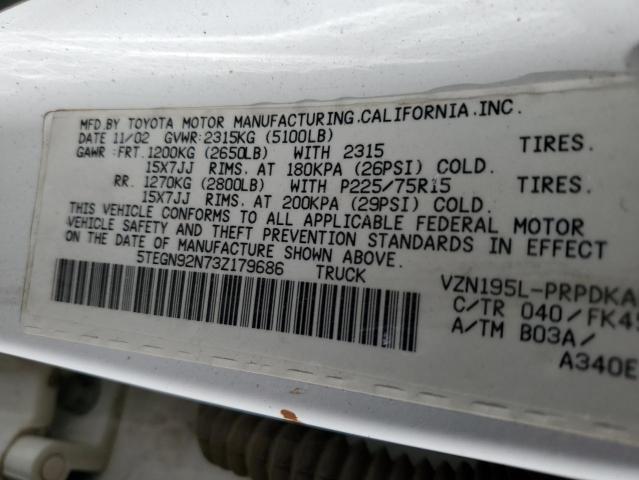 MFD.BY TOYOTA MOTOR MANUFACTURING.CALIFORNIA.INC.
DATE 11/02 GVWR:2315KG (5100LB)
GAWR:FRT.1200KG (2650LB) WITH 2315 TIRES.
15X7JJ RIMS. AT 180KPA (26PSI) COLD.
RR. 1270KG (2800LB) WITH P225/75R15 TIRES.
15X7JJ RIMS. AT 200KPA (29PSI) COLD.
THIS VEHICLE CONFORMS TO ALL APPLICABLE FEDERAL MOTOR
VEHICLE SAFETY AND THEFT PREVENTION STANDARDS IN EFFECT
ON THE DATE OF MANUFACTURE SHOWN ABOVE.
5TEGN92N73Z179686 TRUCK
VZN195L-PRPDKA
C/TR 040/FK45
A/TM B03A/
A340E